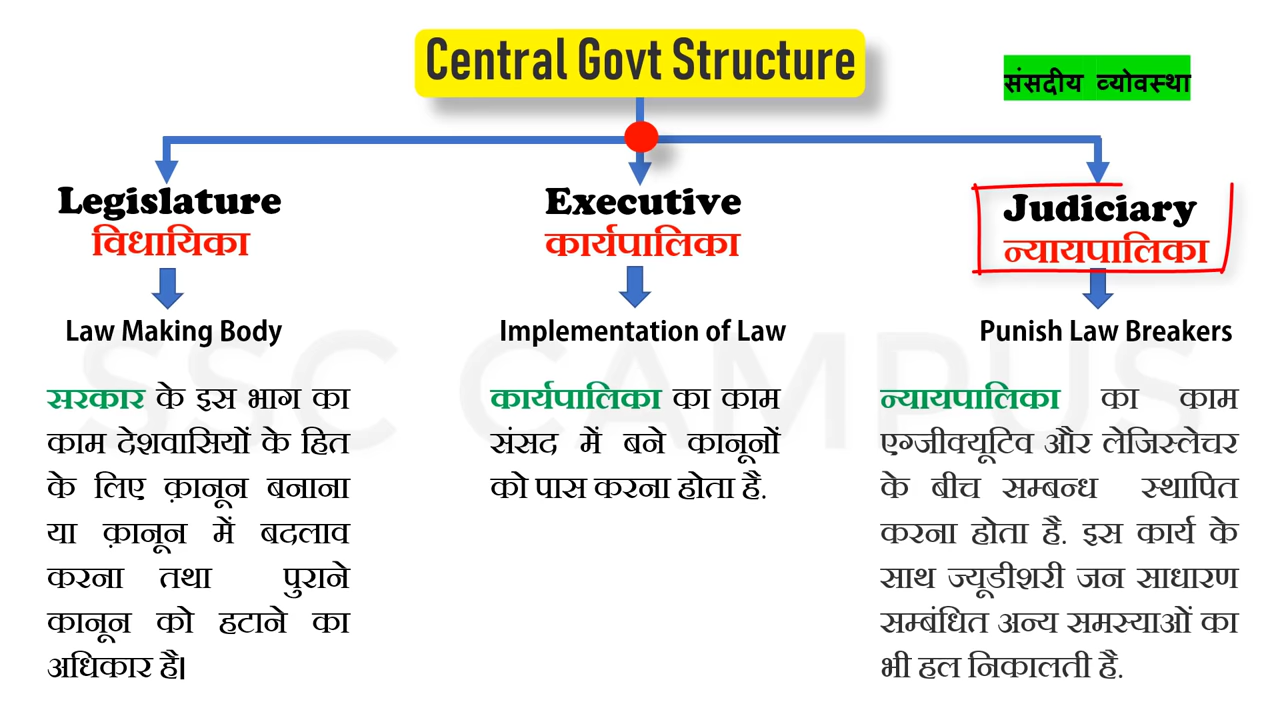 Central Govt Structure
संसदीय व्योवस्था
Legislature
विधायिका
Law Making Body
सरकार के इस भाग का
काम देशवासियों के हित
के लिए क़ानून बनाना
या क़ानून में बदलाव
करना तथा पुराने
कानून को हटाने का
अधिकार है।
Executive
कार्यपालिका
Implementation of Law
कार्यपालिका का काम
संसद में बने कानूनों
को पास करना होता है.
Judiciary
न्यायपालिका
Punish Law Breakers
न्यायपालिका का काम
एग्जीक्यूटिव और लेजिस्लेचर
के बीच सम्बन्ध स्थापित
करना होता है. इस कार्य के
साथ ज्यूडीशरी जन साधारण
सम्बंधित अन्य समस्याओं का
भी हल निकालती है.
SSC CAMPUS